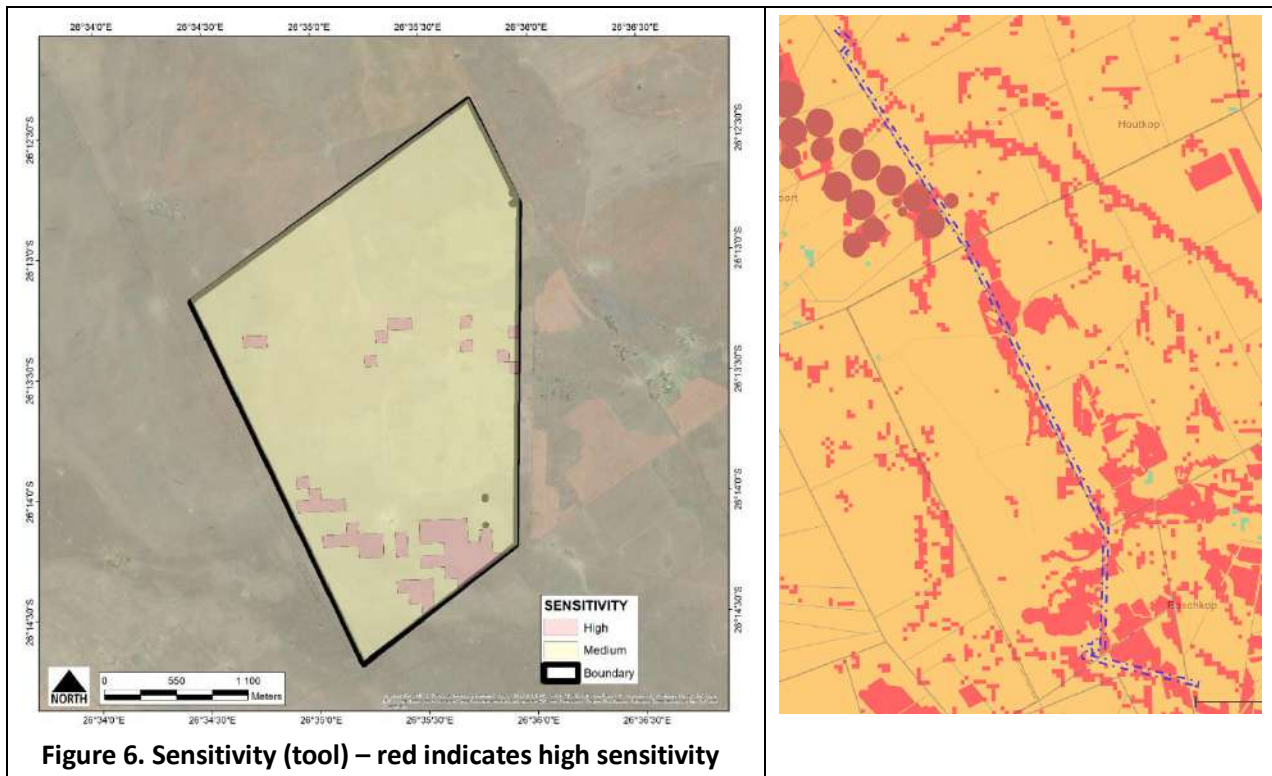 26°34'0"E 26°34'30"E 26°35'0"E 26°35'30"E 26°36'0"E 26°36'30"E
26°12'30"S 26°12'30"S
26°13'0"S 26°13'0"S
26°13'30"S 26°13'30"S
26°14'0"S 26°14'0"S
26°14'30"S 26°14'30"S
SENSITIVITY
High
Medium
Boundary
NORTH
0 550 1 100
Meters
26°34'0"E 26°34'30"E 26°35'0"E 26°35'30"E 26°36'0"E 26°36'30"E
Houtkop
port
Figure 6. Sensitivity (tool) – red indicates high sensitivity